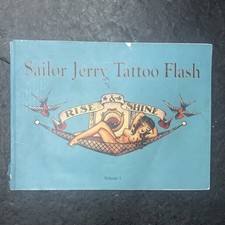 Sailor Jerry Tattoo Flash
&
RISE SHINE
Volume 1